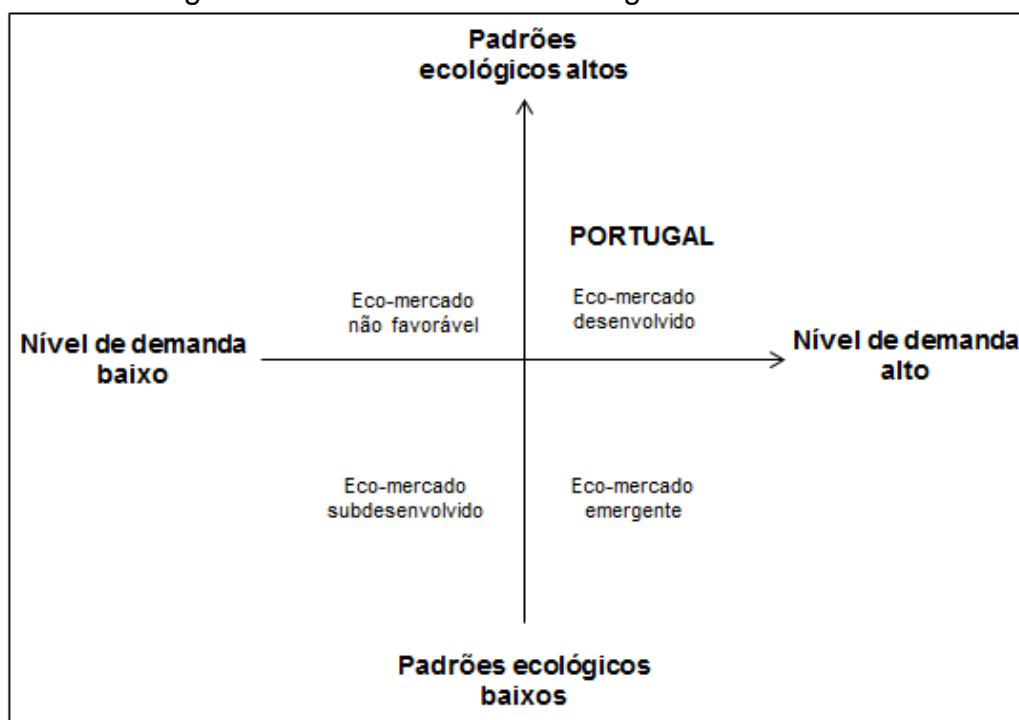 Padrões
ecológicos altos
PORTUGAL
Eco-mercado
não favorável
Eco-mercado
desenvolvido
Nível de demanda
baixo
Nível de demanda
alto
Eco-mercado
subdesenvolvido
Eco-mercado
emergente
Padrões ecológicos
baixos